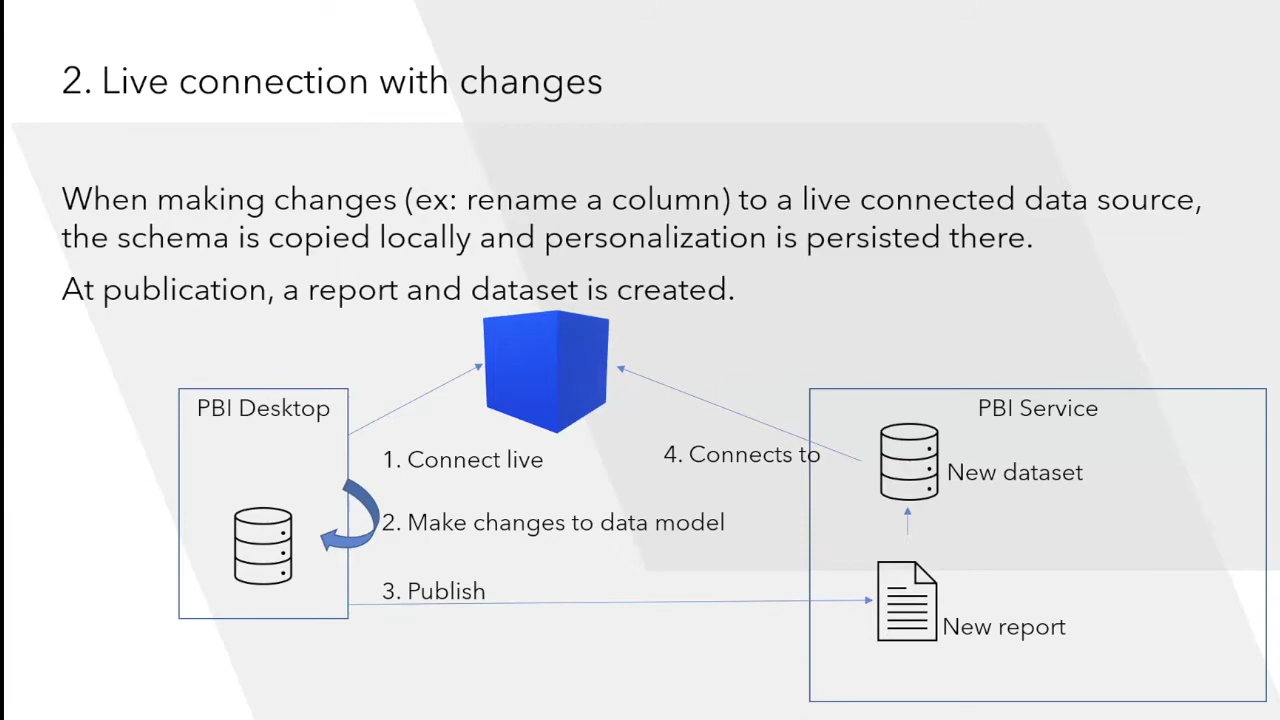 2. Live connection with changes
When making changes (ex: rename a column) to a live connected data source,
the schema is copied locally and personalization is persisted there.
At publication, a report and dataset is created.
PBI Desktop
PBI Service
1. Connect live
4. Connects to
New dataset
2. Make changes to data model
3. Publish
New report